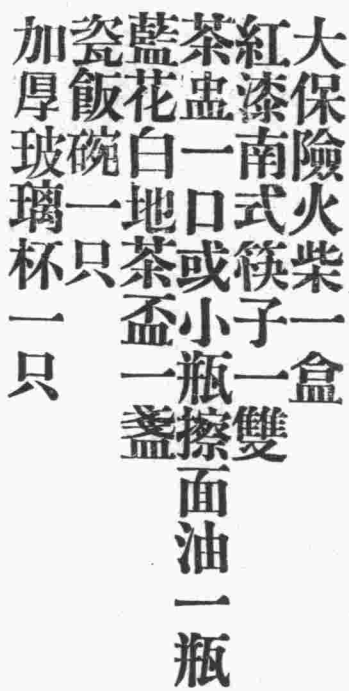 大保險火柴一盒
紅漆南式筷子一雙
茶盅一口或小瓶擦面油一瓶
藍花白地茶盃一盞
瓷飯碗一只
加厚玻璃杯一只